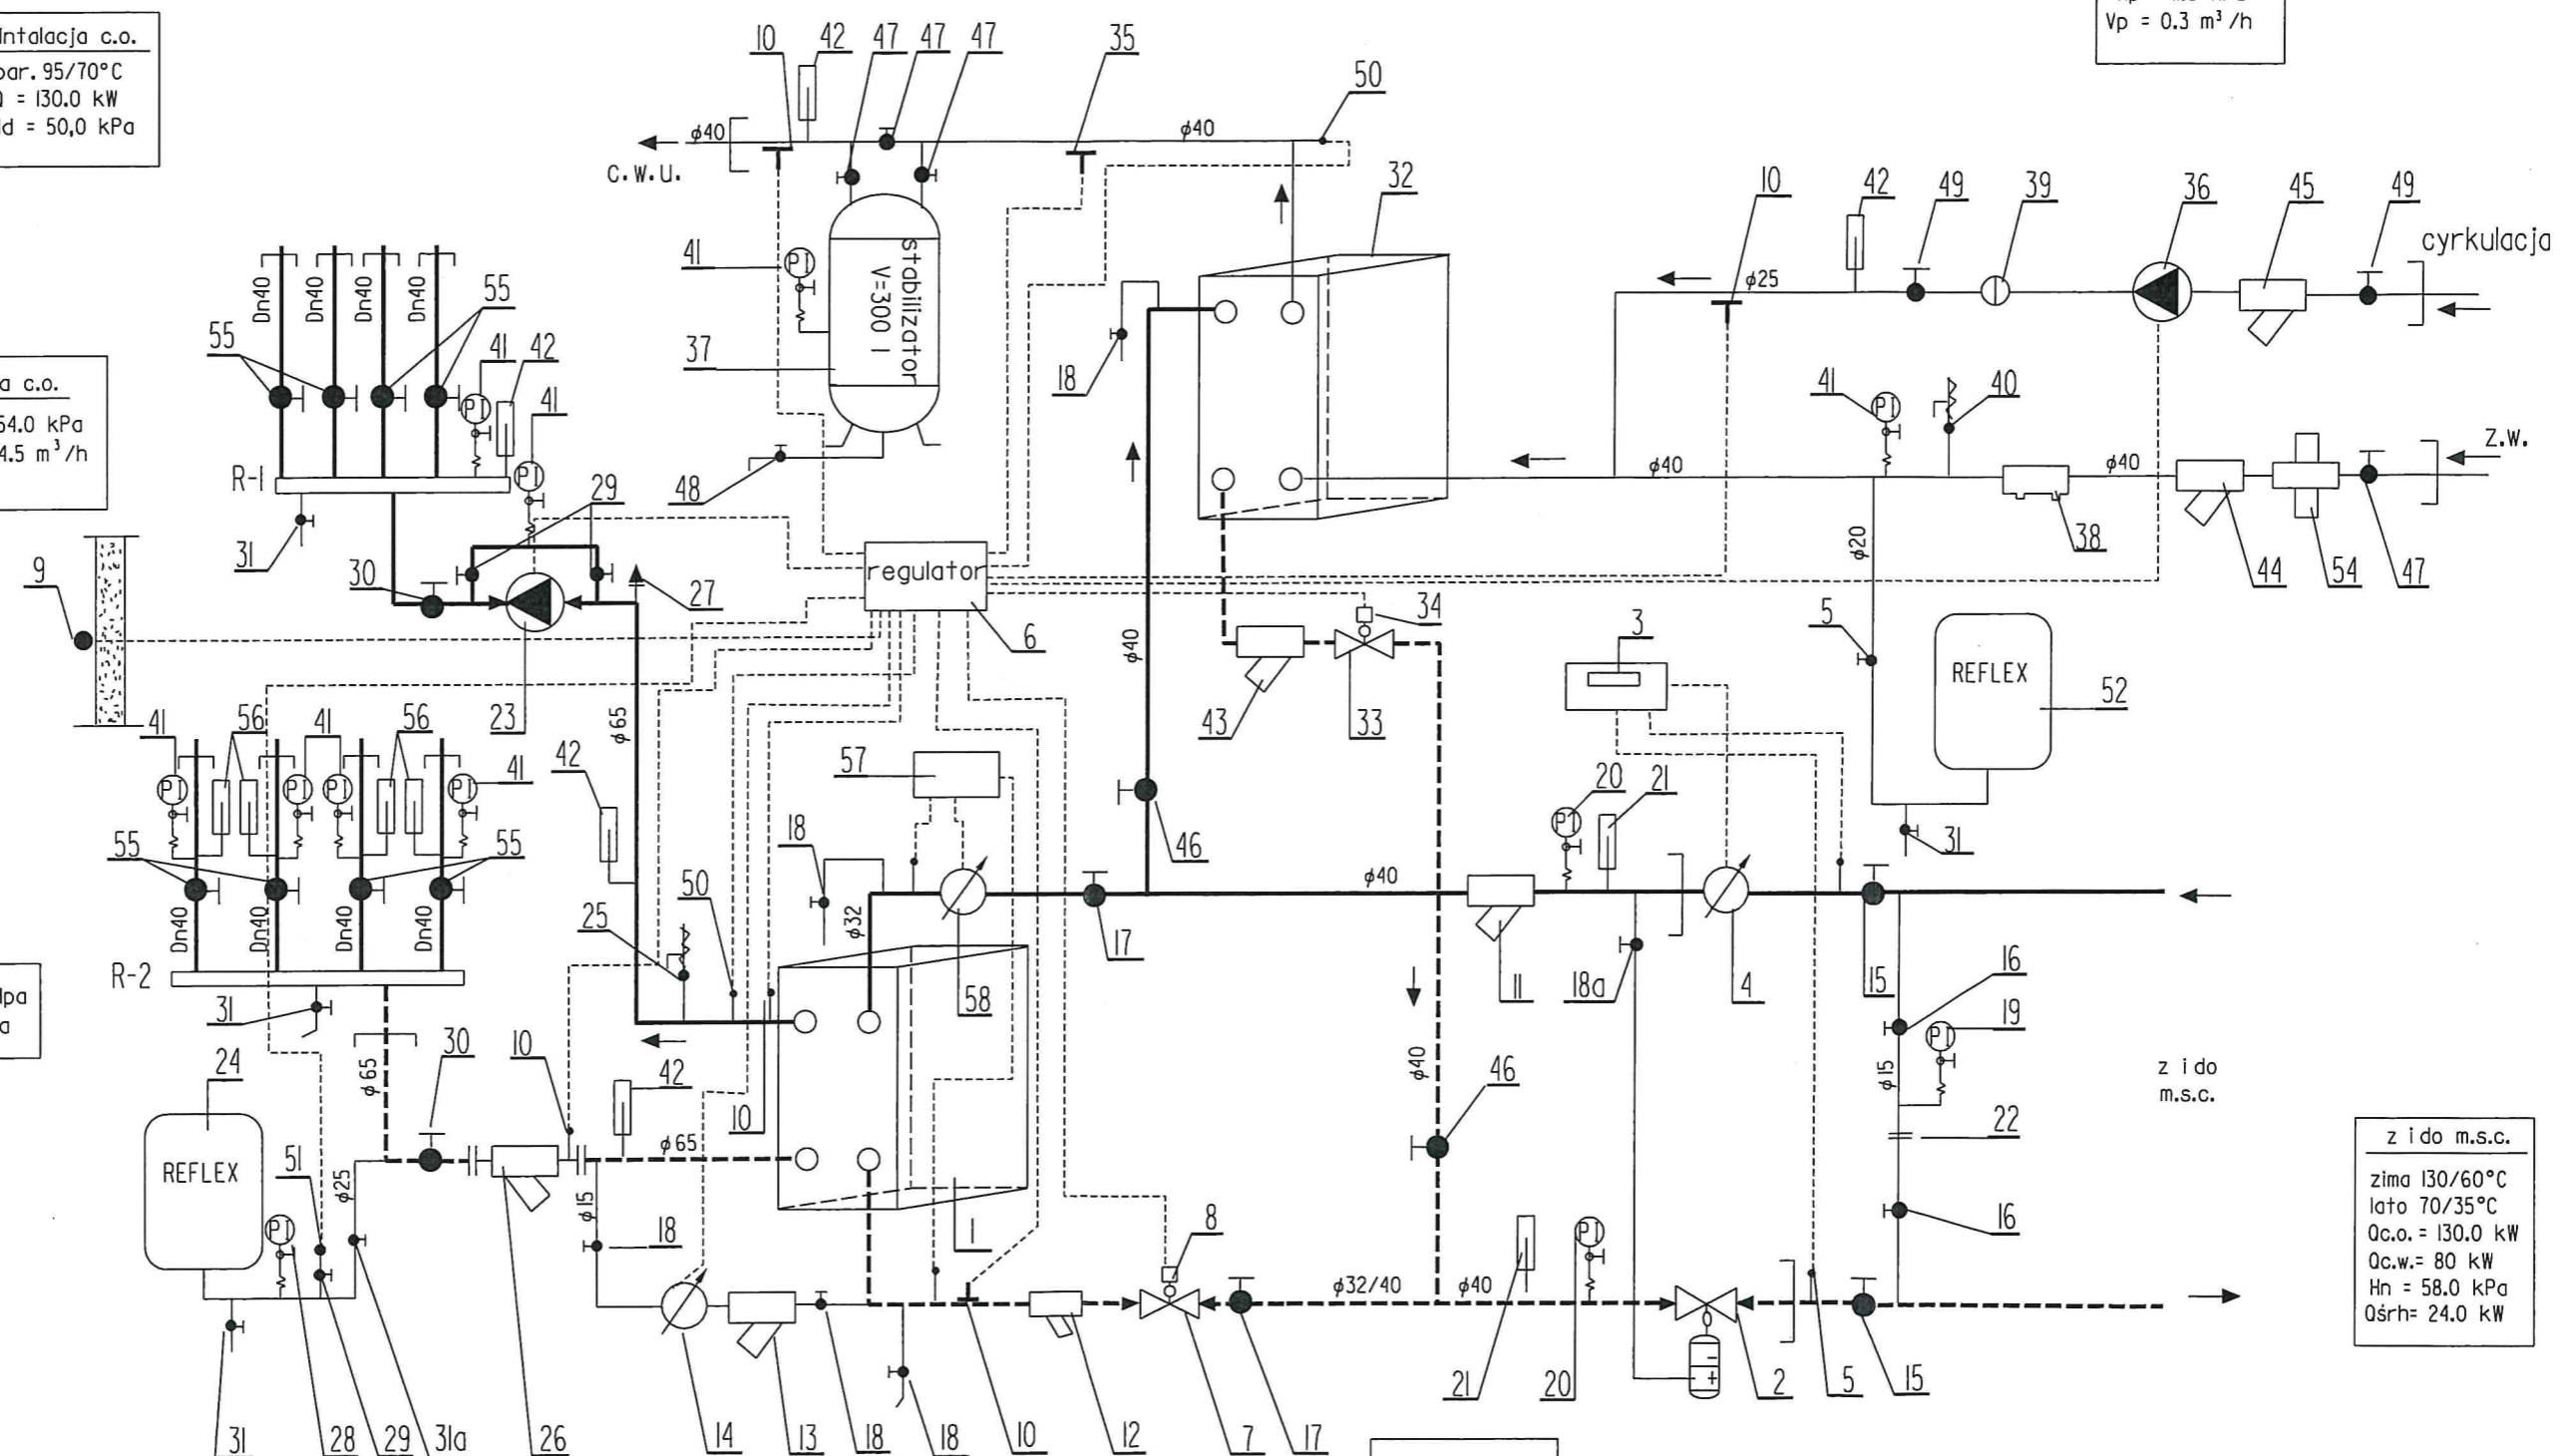 Intalacja c.o.
par. 95/70°C
= 130.0 kW
= 50,0 kPa
Vp = 0.3 m³/h
10
42
47
47
47
35
50
ϕ40
ϕ40
c.w.u.
32
10
42
49
39
36
45
49
cyrkulacja
41
stabilizator
V=300 l
37
18
ϕ25
Dn40
Dn40
Dn40
Dn40
55
55
41
42
41
c.o.
54.0 kPa
4.5 m³/h
R-1
31
29
48
41
40
z.w.
ϕ40
ϕ40
38
44
54
47
ϕ20
9
30
27
regulator
6
34
3
5
REFLEX
52
23
ϕ65
ϕ40
43
33
41
56
41
56
41
42
57
20
21
46
31
18
55
55
50
ϕ32
ϕ40
25
17
Dn40
Dn40
Dn40
Dn40
R-2
58
11
18a
4
15
16
31
19
24
ϕ65
30
10
42
10
ϕ40
46
ϕ15
z i do
m.s.c.
22
REFLEX
51
ϕ25
ϕ65
ϕ15
18
1
8
16
z i do m.s.c.
zima 130/60°C
lato 70/35°C
Qc.o. = 130.0 kW
Qc.w.= 80 kW
Hn = 58.0 kPa
Qśrh= 24.0 kW
ϕ32/40
ϕ40
21
20
2
5
15
31
28
29
31a
26
14
13
18
18
10
12
7
17